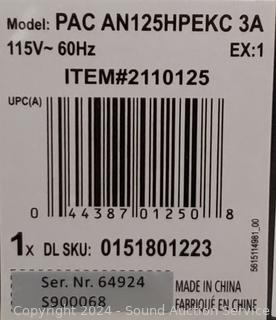 Model: PAC AN125HPEKC 3A
115V~ 60Hz EX:1
ITEM#2110125
UPC(A)
0 44387 01250 8
5615114981_00
1x DL SKU: 0151801223
Ser. Nr. 64924
S900068
MADE IN CHINA
FABRIQUÉ EN CHINE
Copyright © 2024 - Sound Auction Service